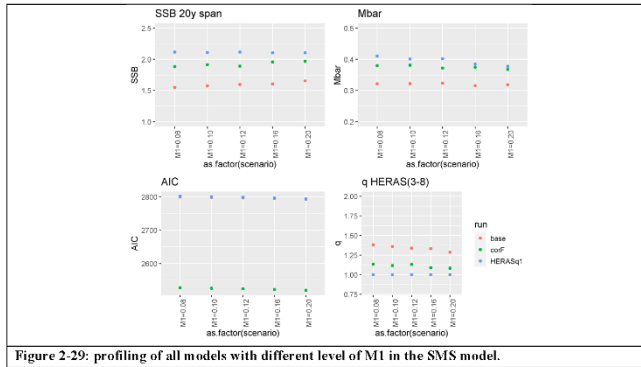 SSB 20y span
2.5
2.0
1.5
1.0
SSB
M1=0.08
M1=0.10
M1=0.12
M1=0.16
M1=0.20
as.factor(scenario)
Mbar
0.6
0.4
0.2
Mbar
M1=0.08
M1=0.10
M1=0.12
M1=0.16
M1=0.20
as.factor(scenario)
AIC
2800
2700
2600
AIC
M1=0.08
M1=0.10
M1=0.12
M1=0.16
M1=0.20
as.factor(scenario)
q HERAS(3-8)
2.00
1.75
1.50
1.25
1.00
0.75
q
M1=0.08
M1=0.10
M1=0.12
M1=0.16
M1=0.20
as.factor(scenario)
run
base
corF
HERASq1
Figure 2-29: profiling of all models with different level of M1 in the SMS model.